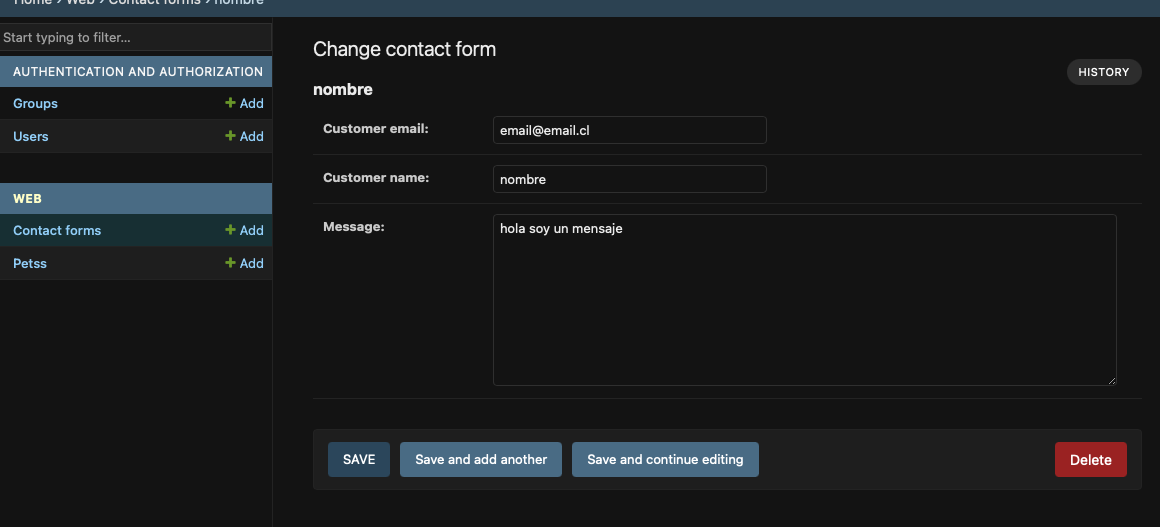 Home › Web › Contact forms › nombre
Start typing to filter...
AUTHENTICATION AND AUTHORIZATION
Groups + Add
Users + Add
WEB
Contact forms + Add
Petss + Add
Change contact form
HISTORY
nombre
Customer email: email@email.cl
Customer name: nombre
Message: hola soy un mensaje
SAVE Save and add another Save and continue editing Delete